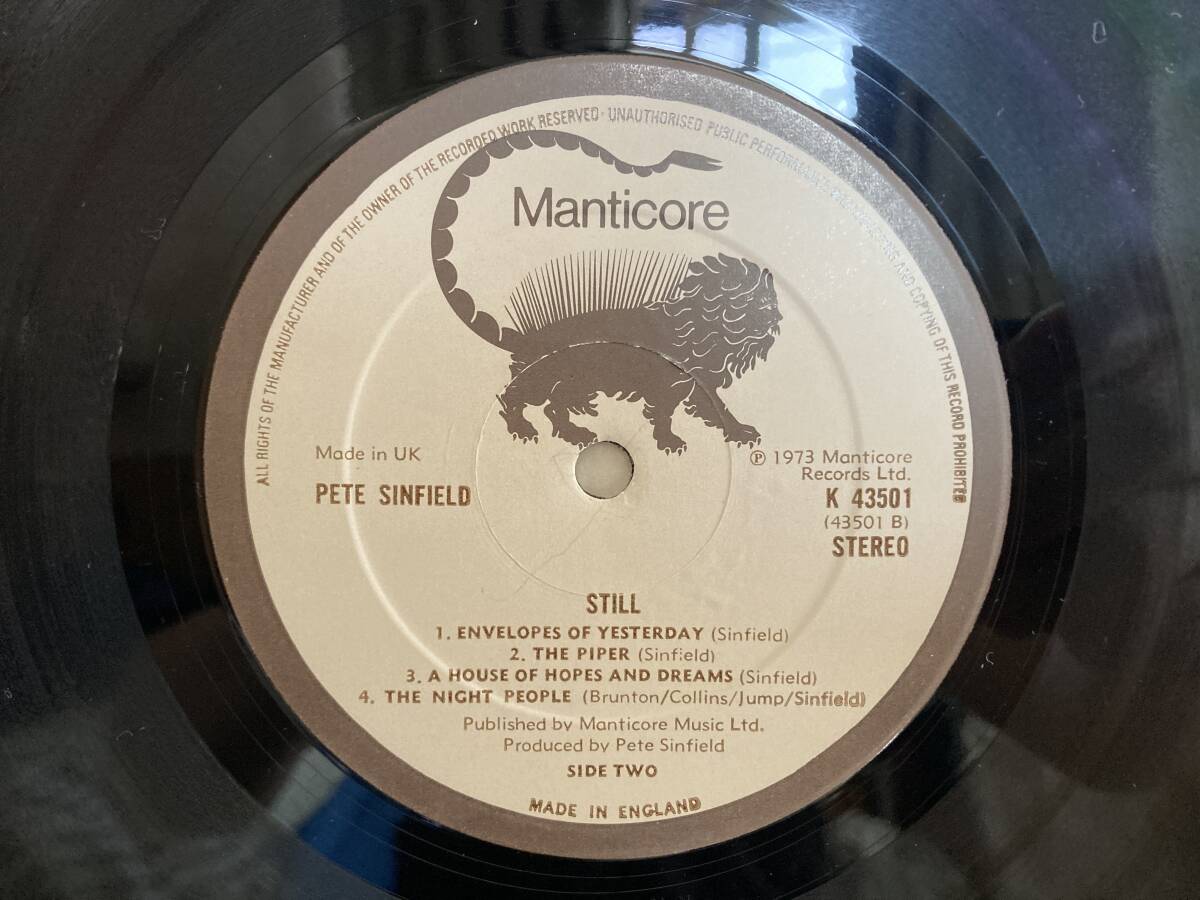 ALL RIGHTS OF THE MANUFACTURER AND OF THE OWNER OF THE RECORDED WORK RESERVED · UNAUTHORISED PUBLIC PERFORMANCE, BROADCASTING AND COPYING OF THIS RECORD PROHIBITED
Manticore
Made in UK
PETE SINFIELD
℗ 1973 Manticore
Records Ltd.
K 43501
(43501 B)
STEREO
STILL
1. ENVELOPES OF YESTERDAY (Sinfield)
2. THE PIPER (Sinfield)
3. A HOUSE OF HOPES AND DREAMS (Sinfield)
4. THE NIGHT PEOPLE (Brunton/Collins/Jump/Sinfield)
Published by Manticore Music Ltd.
Produced by Pete Sinfield
SIDE TWO
MADE IN ENGLAND